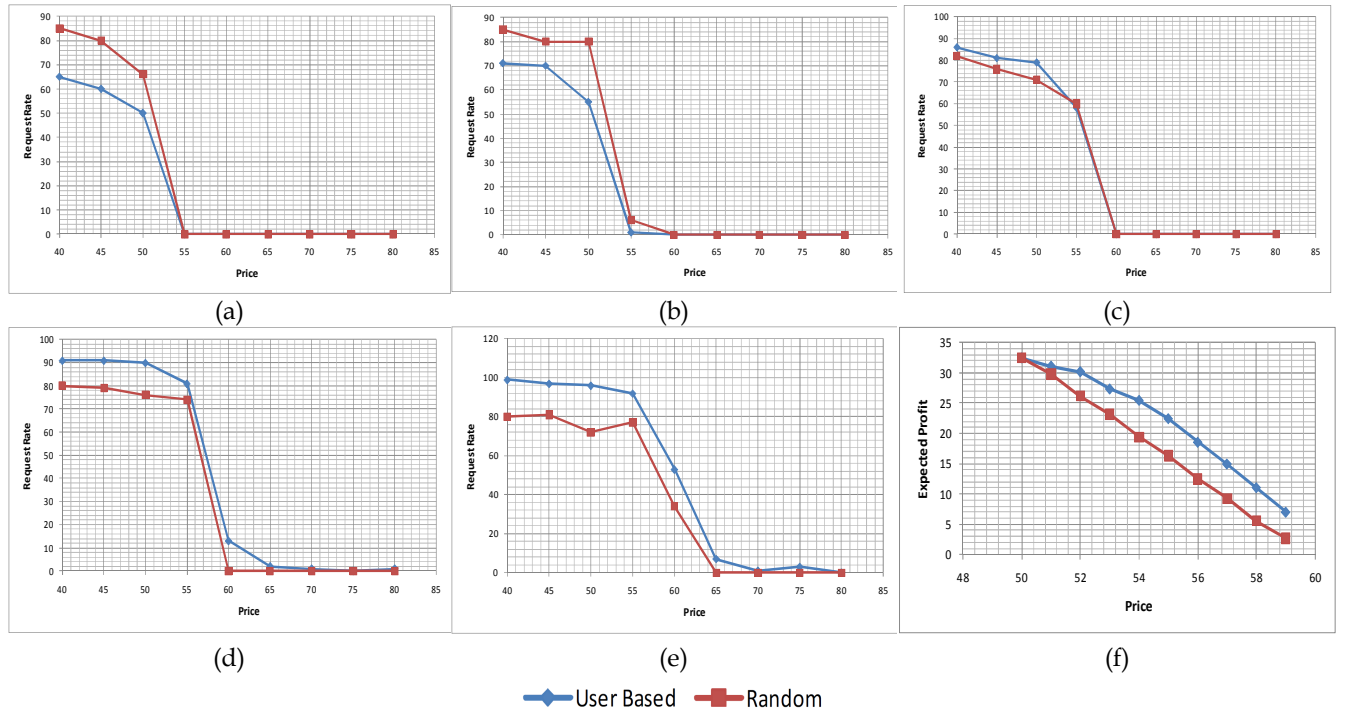 90
80
70
60
50
40
30
20
10
0
Request Rate
40 45 50 55 60 65 70 75 80 85
Price
(a)
90
80
70
60
50
40
30
20
10
0
Request Rate
40 45 50 55 60 65 70 75 80 85
Price
(b)
100
90
80
70
60
50
40
30
20
10
0
Request Rate
40 45 50 55 60 65 70 75 80 85
Price
(c)
100
90
80
70
60
50
40
30
20
10
0
Request Rate
40 45 50 55 60 65 70 75 80 85
Price
(d)
120
100
80
60
40
20
0
Request Rate
40 45 50 55 60 65 70 75 80 85
Price
(e)
35
30
25
20
15
10
5
0
Expected Profit
48 50 52 54 56 58 60
Price
(f)
User Based Random